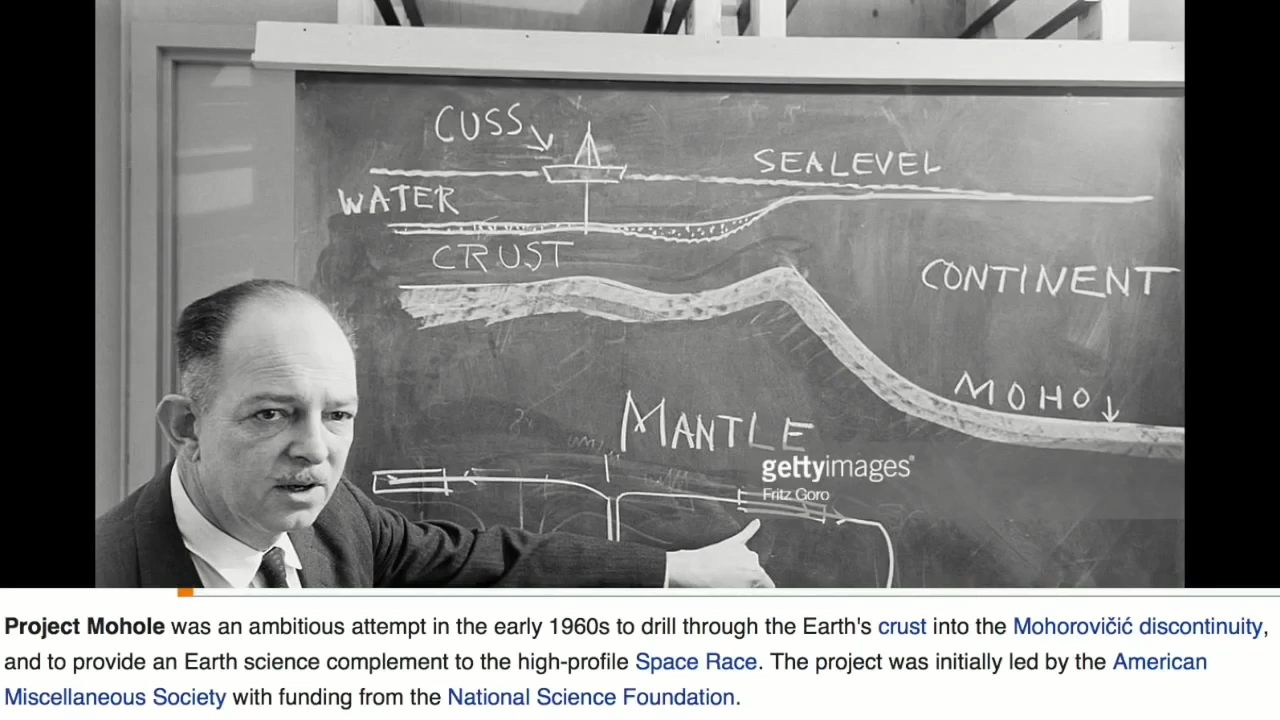 CUSS
SEALEVEL
WATER
CRUST
CONTINENT
MOHO
MANTLE
gettyimages®
Fritz Goro
Project Mohole was an ambitious attempt in the early 1960s to drill through the Earth's crust into the Mohorovičić discontinuity,
and to provide an Earth science complement to the high-profile Space Race. The project was initially led by the American
Miscellaneous Society with funding from the National Science Foundation.